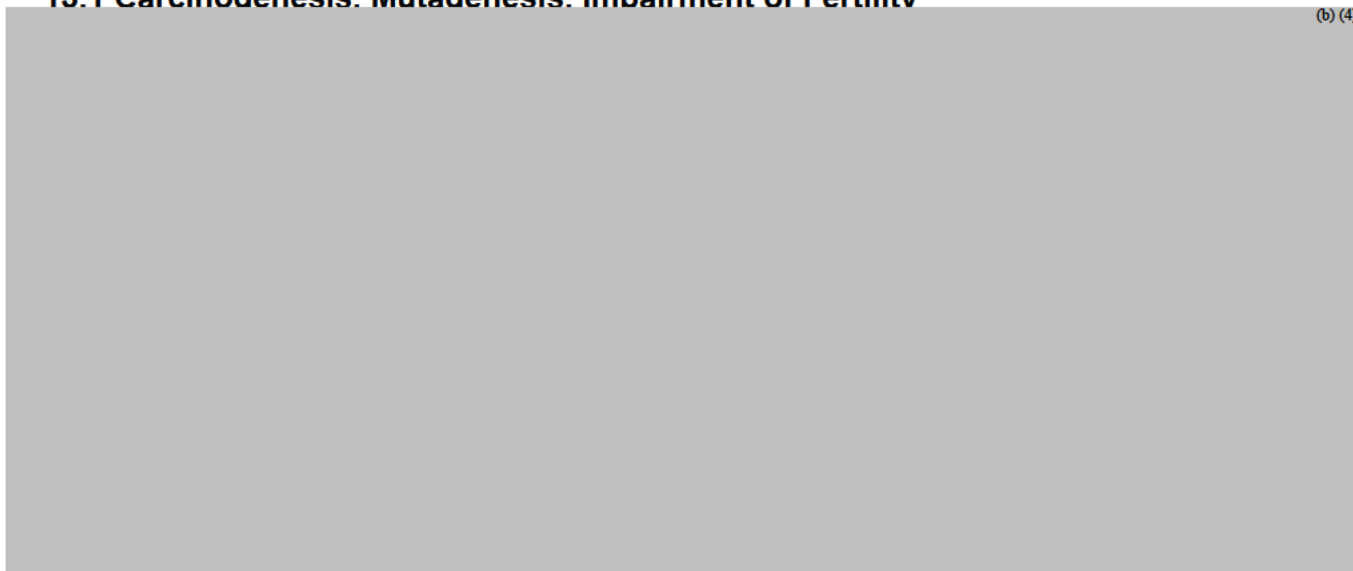 13.1 Carcinogenesis, Mutagenesis, Impairment of Fertility
(b) (4)